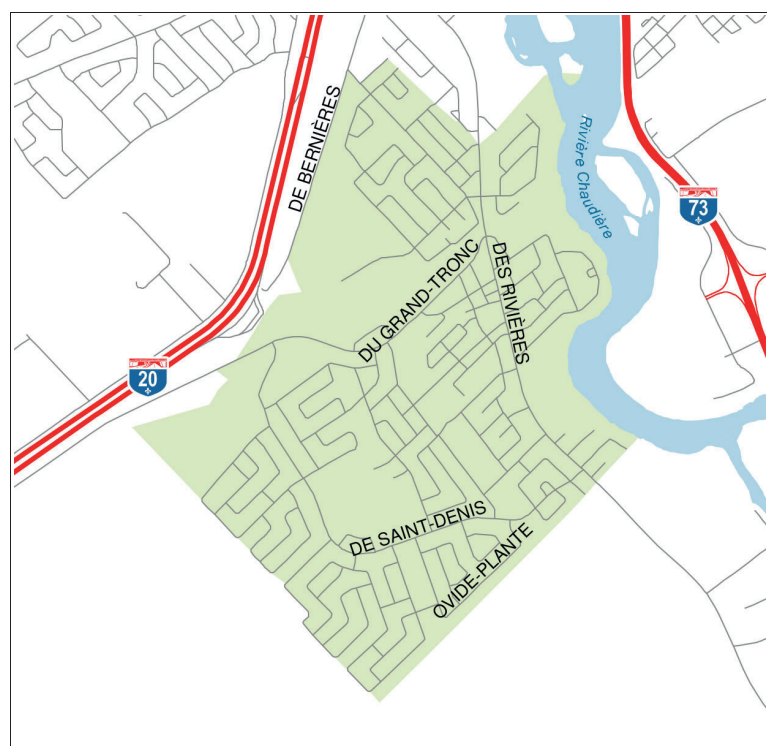 DE BERNIÈRES
Rivière Chaudière
73
DU GRAND-TRONC
DES RIVIÈRES
20
DE SAINT-DENIS
OVIDE-PLANTE